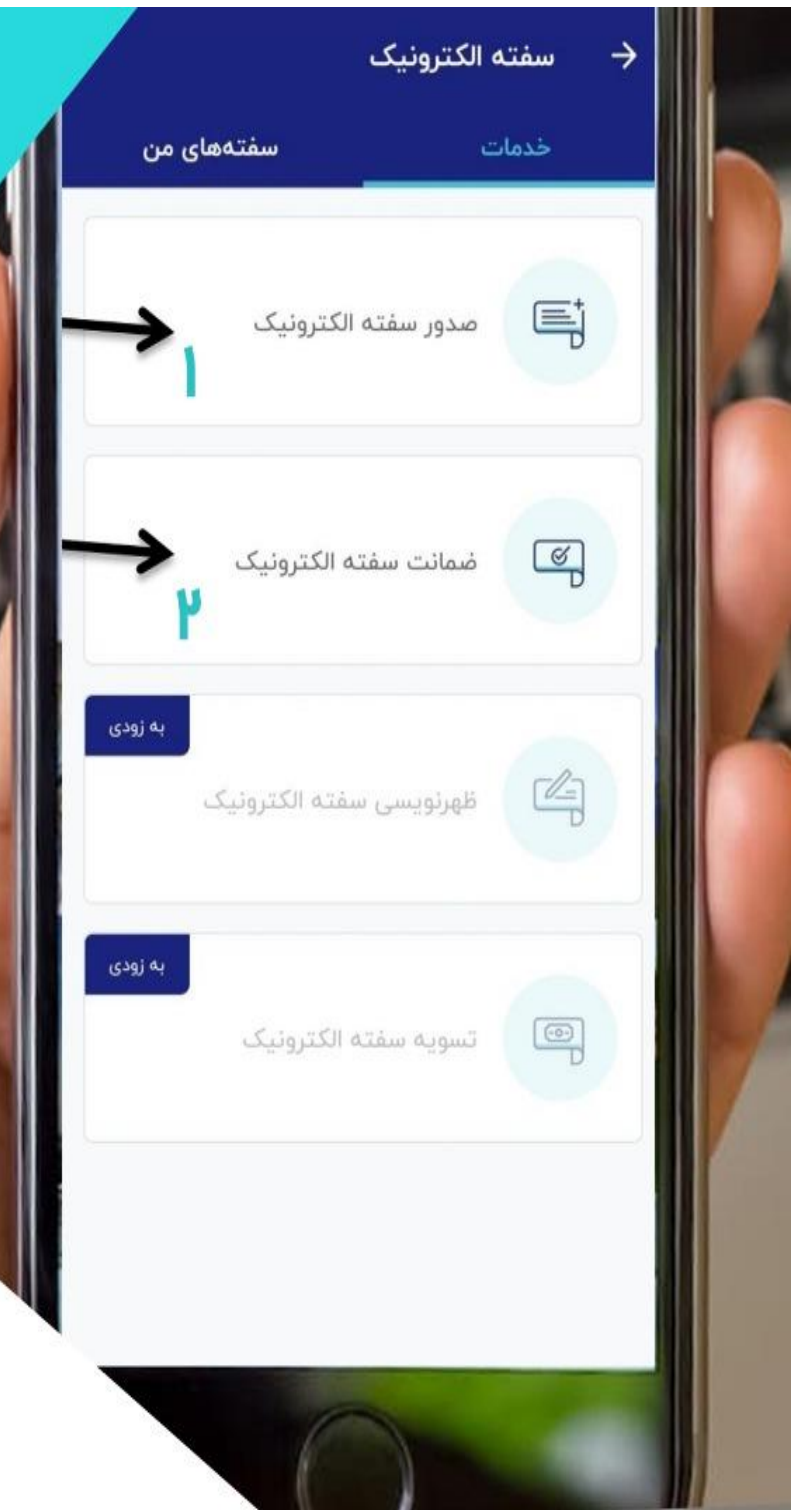 سفته الکترونیک
خدمات
سفته‌های من
صدور سفته الکترونیک
۱
ضمانت سفته الکترونیک
۲
به زودی
ظهرنویسی سفته الکترونیک
به زودی
تسویه سفته الکترونیک